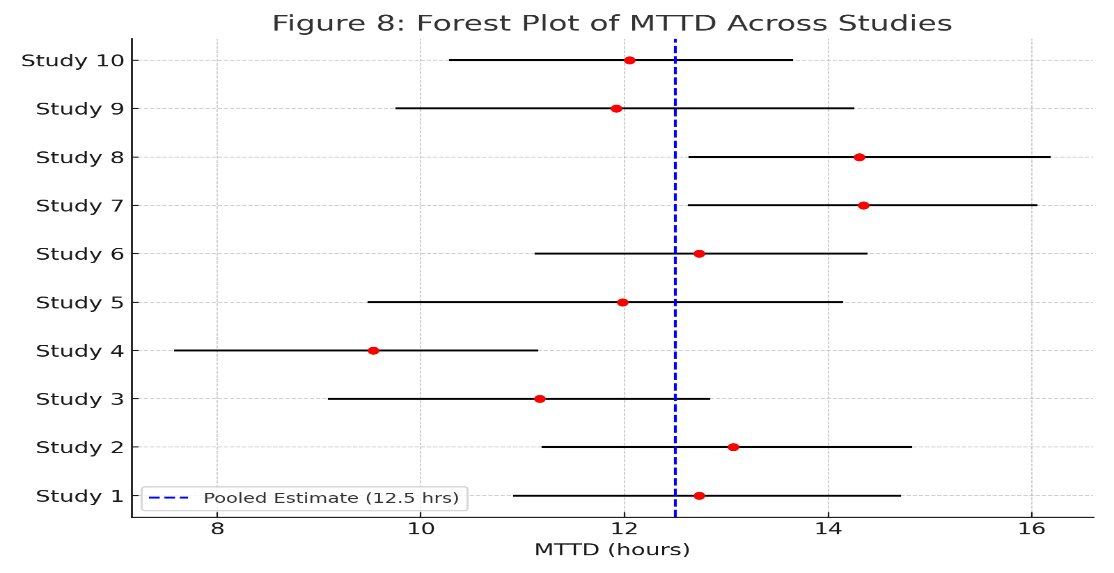 Figure 8: Forest Plot of MTTD Across Studies
Study 10
Study 9
Study 8
Study 7
Study 6
Study 5
Study 4
Study 3
Study 2
Study 1
Pooled Estimate (12.5 hrs)
8 10 12 14 16
MTTD (hours)